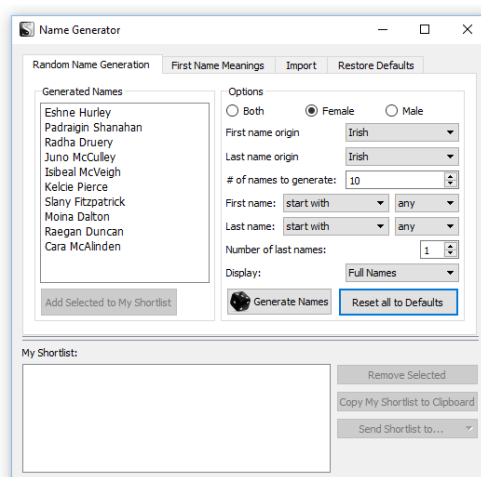 Name Generator
Random Name Generation First Name Meanings Import Restore Defaults
Generated Names
Eshne Hurley
Padraigin Shanahan
Radha Druery
Juno McCulley
Isibeal McVeigh
Kelcie Pierce
Slany Fitzpatrick
Moina Dalton
Raegan Duncan
Cara McAlinden
Add Selected to My Shortlist
Options
Both Female Male
First name origin Irish
Last name origin Irish
# of names to generate: 10
First name: start with any
Last name: start with any
Number of last names: 1
Display: Full Names
Generate Names Reset all to Defaults
My Shortlist:
Remove Selected
Copy My Shortlist to Clipboard
Send Shortlist to...